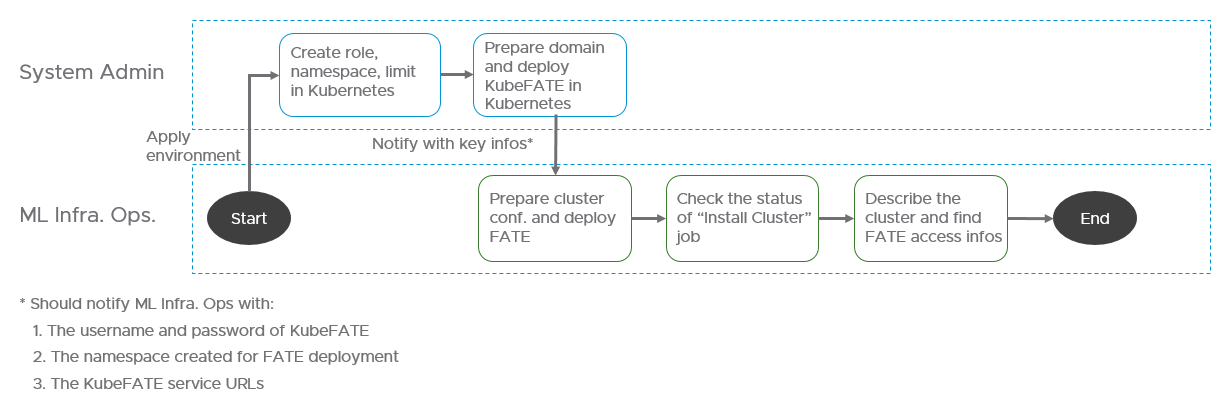 System Admin
Create role,
namespace, limit
in Kubernetes
Prepare domain
and deploy
KubeFATE in
Kubernetes
Apply
environment
Notify with key infos*
ML Infra. Ops.
Start
Prepare cluster
conf. and deploy
FATE
Check the status
of “Install Cluster”
job
Describe the
cluster and find
FATE access infos
End
* Should notify ML Infra. Ops with:
1. The username and password of KubeFATE
2. The namespace created for FATE deployment
3. The KubeFATE service URLs